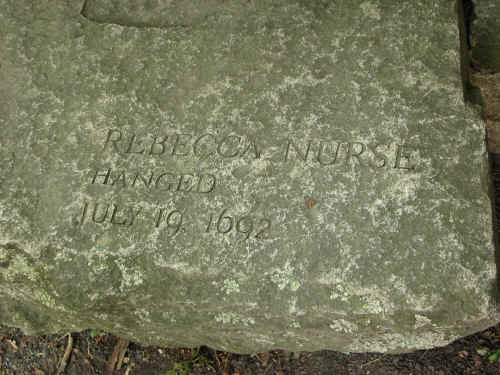 REBECCA NURSE
HANGED
JULY 19, 1692